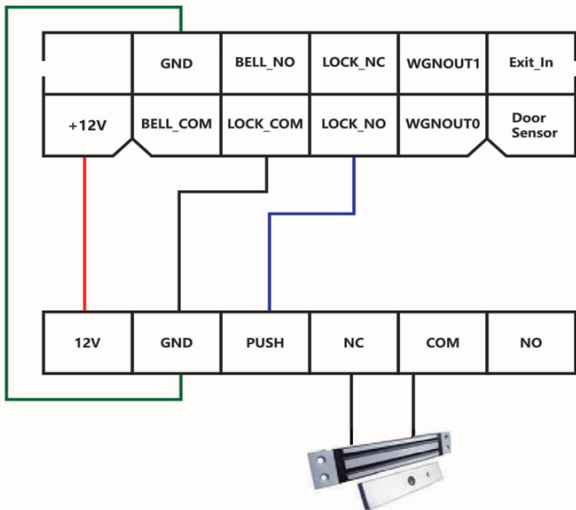 GND BELL_NO LOCK_NC WGNOUT1 Exit_In
+12V BELL_COM LOCK_COM LOCK_NO WGNOUT0 Door
Sensor
12V GND PUSH NC COM NO